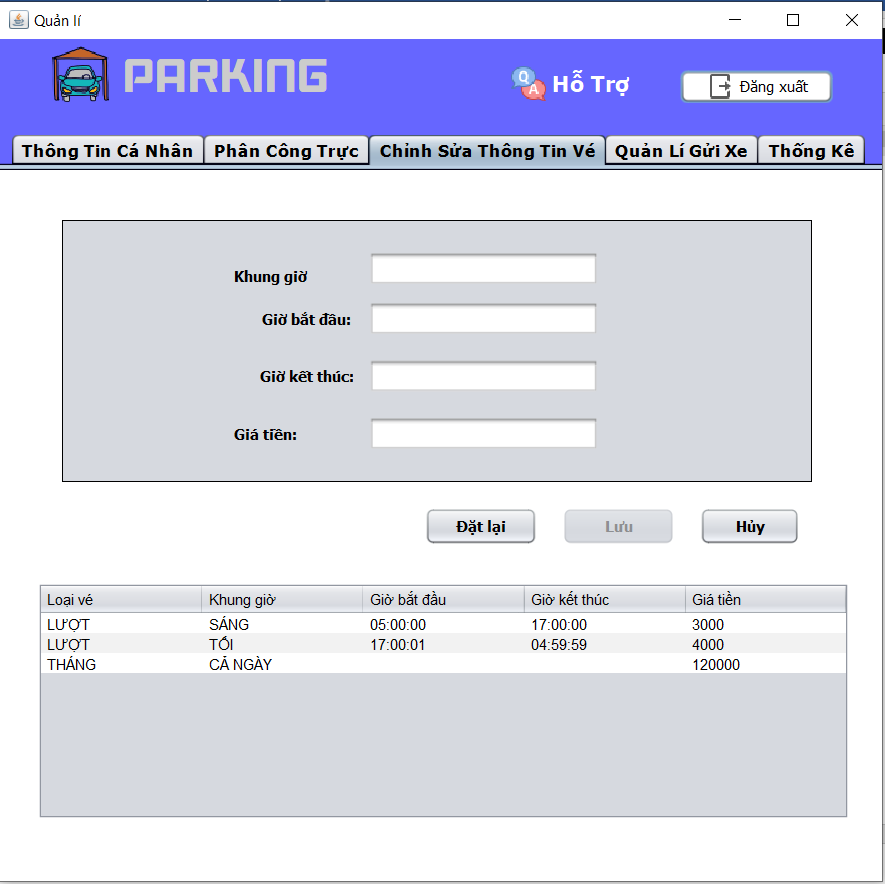 Quản lí
PARKING
Q A Hỗ Trợ
Đăng xuất
Thông Tin Cá Nhân Phân Công Trực Chỉnh Sửa Thông Tin Vé Quản Lí Gửi Xe Thống Kê
Khung giờ
Giờ bắt đầu:
Giờ kết thúc:
Giá tiền:
Đặt lại Lưu Hủy
Loại vé Khung giờ Giờ bắt đầu Giờ kết thúc Giá tiền
LƯỢT SÁNG 05:00:00 17:00:00 3000
LƯỢT TỐI 17:00:01 04:59:59 4000
THÁNG CẢ NGÀY 120000